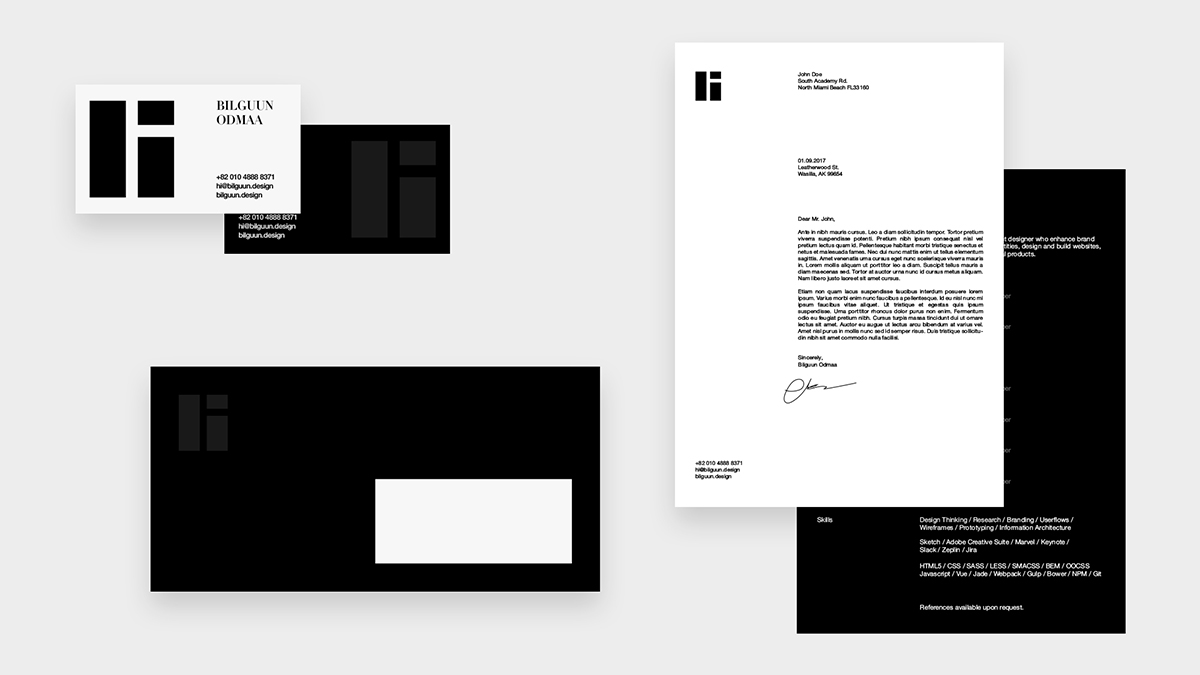 BILGUUN
ODMAA
+82 010 4888 8371
hi@bilguun.design
bilguun.design
+82 010 4888 8371
hi@bilguun.design
bilguun.design
John Doe
South Academy Rd.
North Miami Beach FL33160
01.09.2017
Leatherwood St.
Wasilla, AK 99654
Dear Mr. John,
Ante in nibh mauris cursus. Leo a diam sollicitudin tempor. Tortor pretium
viverra suspendisse potenti. Pretium nibh ipsum consequat nisl vel
pretium lectus quam id. Pellentesque habitant morbi tristique senectus et
netus et malesuada fames. Nec dui nunc mattis enim ut tellus elementum
sagittis. Amet venenatis urna cursus eget nunc scelerisque viverra mauris
in. Lorem mollis aliquam ut porttitor leo a diam. Suscipit tellus mauris a
diam maecenas sed. Tortor at auctor urna nunc id cursus metus aliquam.
Nam libero justo laoreet sit amet cursus.
Etiam non quam lacus suspendisse faucibus interdum posuere lorem
ipsum. Varius morbi enim nunc faucibus a pellentesque. Id eu nisl nunc mi
ipsum faucibus vitae aliquet. Ut tristique et egestas quis ipsum
suspendisse. Urna porttitor rhoncus dolor purus non enim. Fermentum
odio eu feugiat pretium nibh. Cursus turpis massa tincidunt dui ut ornare
lectus sit amet. Auctor eu augue ut lectus arcu bibendum at varius vel.
Amet nisl purus in mollis nunc sed id semper risus. Duis tristique sollicitu-
din nibh sit amet commodo nulla facilisi.
Sincerely,
Bilguun Odmaa
+82 010 4888 8371
hi@bilguun.design
bilguun.design
designer who enhance brand
design and build websites,
products.
Skills
Design Thinking / Research / Branding / Userflows /
Wireframes / Prototyping / Information Architecture
Sketch / Adobe Creative Suite / Marvel / Keynote /
Slack / Zeplin / Jira
HTML5 / CSS / SASS / LESS / SMACSS / BEM / OOCSS
Javascript / Vue / Jade / Webpack / Gulp / Bower / NPM / Git
References available upon request.